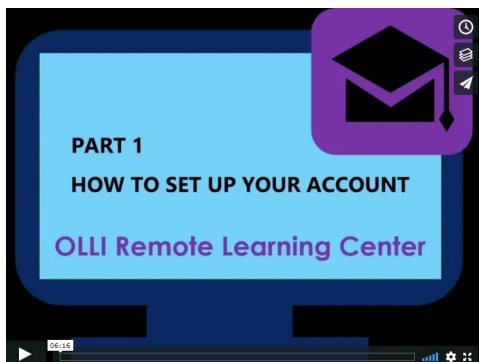 PART 1
HOW TO SET UP YOUR ACCOUNT
OLLI Remote Learning Center
06:16